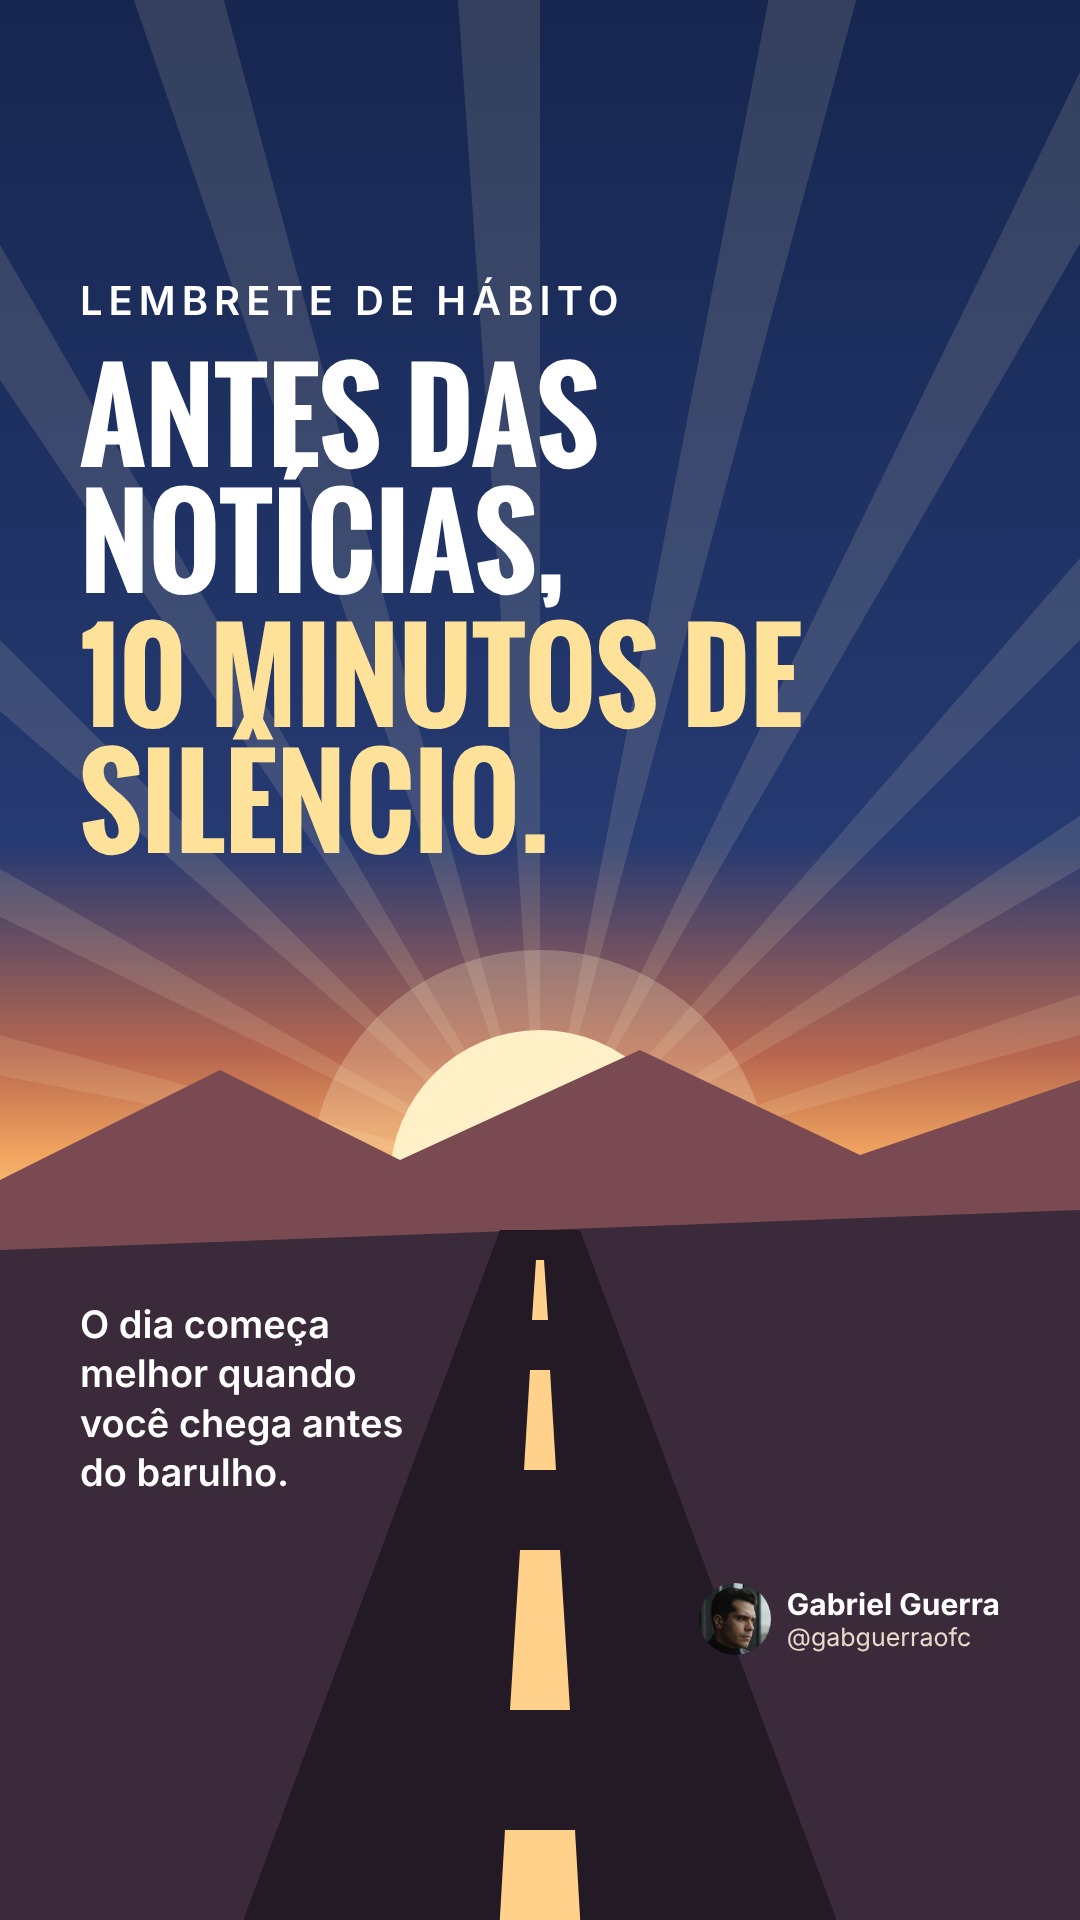 LEMBRETE DE HÁBITO
ANTES DAS
NOTÍCIAS,
10 MINUTOS DE
SILÊNCIO.
O dia começa
melhor quando
você chega antes
do barulho.
Gabriel Guerra
@gabguerraofc